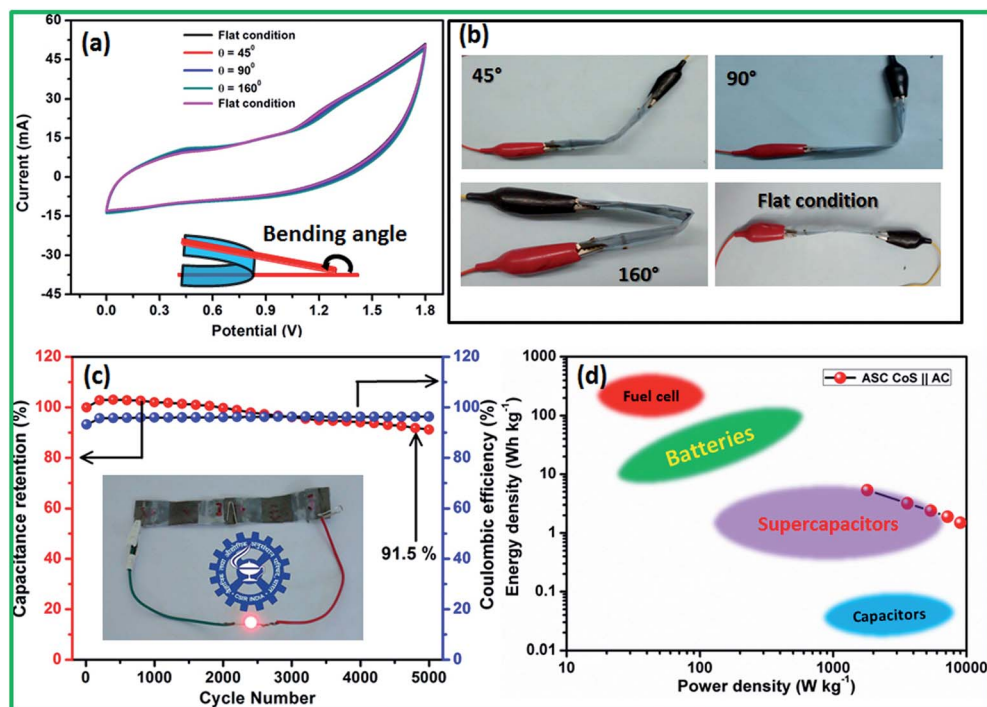 (a)
Flat condition
θ = 45⁰
θ = 90⁰
θ = 160⁰
Flat condition
60
45
30
15
0
-15
-30
-45
Current (mA)
Bending angle
0.0 0.3 0.6 0.9 1.2 1.5 1.8
Potential (V)
(b)
45°
90°
160°
Flat condition
(c)
120
100
80
60
40
20
0
Capacitance retention (%)
120
100
80
60
40
20
0
Coulombic efficiency (%)
91.5 %
CSIR INDIA
0 1000 2000 3000 4000 5000
Cycle Number
(d)
ASC CoS || AC
1000
100
10
1
0.1
0.01
Energy density (Wh kg⁻¹)
Fuel cell
Batteries
Supercapacitors
Capacitors
10 100 1000 10000
Power density (W kg⁻¹)